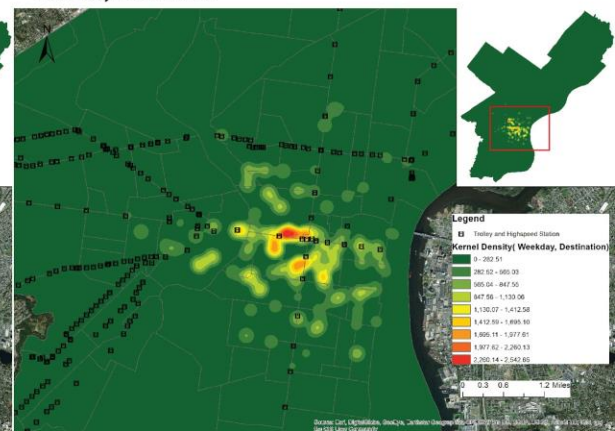 N
Legend
Trolley and Highspeed Station
Kernel Density( Weekday, Destination)
0 - 282.51
282.52 - 565.03
565.04 - 847.55
847.56 - 1,130.06
1,130.07 - 1,412.58
1,412.59 - 1,695.10
1,695.11 - 1,977.61
1,977.62 - 2,260.13
2,260.14 - 2,542.65
0 0.3 0.6 1.2 Miles